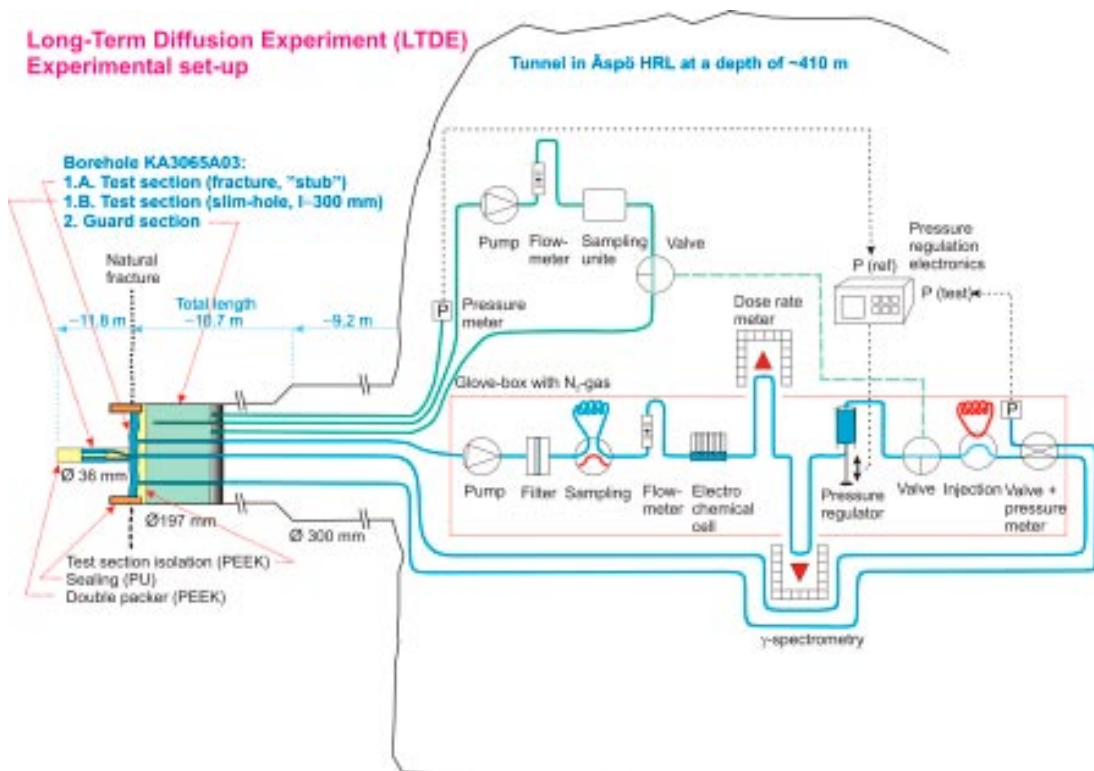 Long-Term Diffusion Experiment (LTDE)
Experimental set-up
Tunnel in Äspö HRL at a depth of ~410 m
Borehole KA3065A03:
1.A. Test section (fracture, "stub")
1.B. Test section (slim-hole, l~300 mm)
2. Guard section
Natural
fracture
Total length
~11.8 m
~10.7 m
~9.2 m
Pump
Flow-
meter
Sampling
unite
Valve
P
Pressure
meter
Dose rate
meter
Pressure
regulation
electronics
P (ref)
P (test)
P
Glove-box with N₂-gas
Pump
Filter
Sampling
Flow-
meter
Electro
chemical
cell
Pressure
regulator
Valve
Injection
Valve +
pressure
meter
Ø 36 mm
Ø197 mm
Ø 300 mm
Test section isolation (PEEK)
Sealing (PU)
Double packer (PEEK)
γ-spectrometry